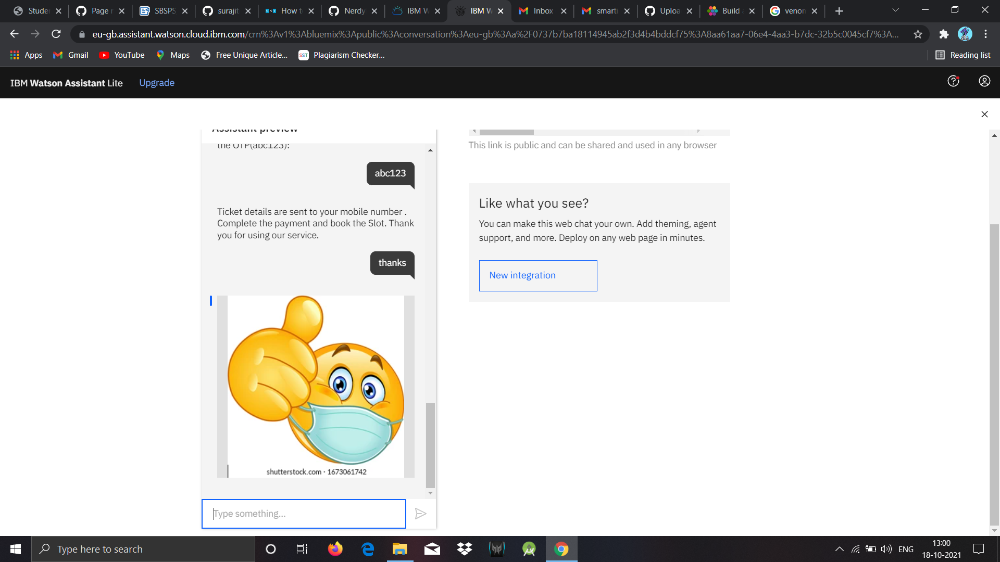 Studer
Page r
SBSPS
surajit
How t
Nerdy
IBM W
IBM W
Inbox
smarti
Uploa
Build
venom
eu-gb.assistant.watson.cloud.ibm.com/crn%3Av1%3Abluemix%3Apublic%3Aconversation%3Aeu-gb%3Aa%2F0737b7ba18114945ab2f3d4b4bddcf75%3A8aa61aa7-06e4-4aa3-b7dc-32b5c0045cf7%3A...
Apps
Gmail
YouTube
Maps
Free Unique Article...
SST
Plagiarism Checker...
Reading list
IBM Watson Assistant Lite
Upgrade
Assistant preview
the OTP(abc123):
abc123
Ticket details are sent to your mobile number .
Complete the payment and book the Slot. Thank
you for using our service.
thanks
shutterstock.com · 1673061742
Type something...
This link is public and can be shared and used in any browser
Like what you see?
You can make this web chat your own. Add theming, agent
support, and more. Deploy on any web page in minutes.
New integration
Type here to search
ENG
13:00
18-10-2021